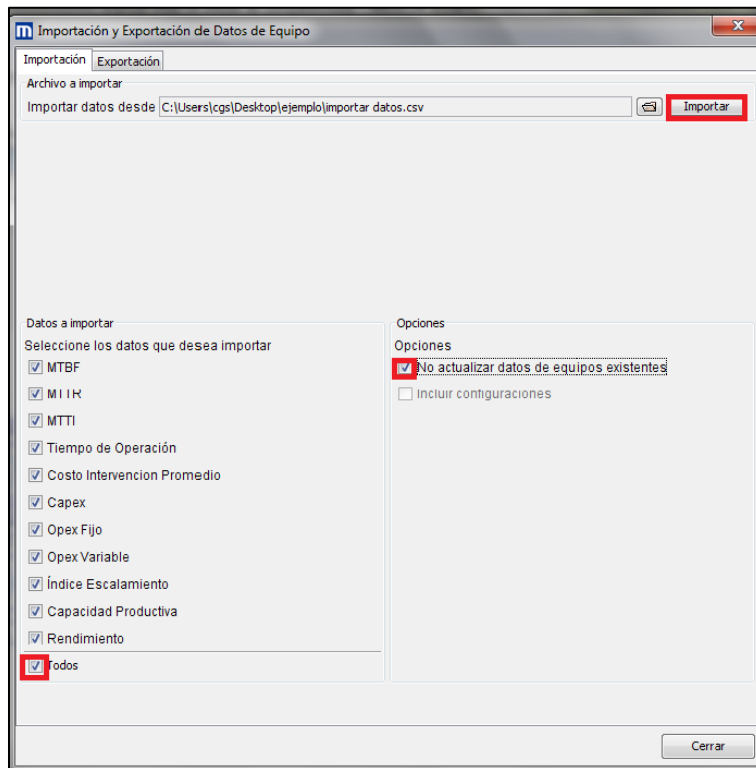 m Importación y Exportación de Datos de Equipo
Importación Exportación
Archivo a importar
Importar datos desde C:\Users\cgs\Desktop\ejemplo\importar datos.csv Importar
Datos a importar
Seleccione los datos que desea importar
MTBF
MTTR
MTTI
Tiempo de Operación
Costo Intervencion Promedio
Capex
Opex Fijo
Opex Variable
Índice Escalamiento
Capacidad Productiva
Rendimiento
Todos
Opciones
Opciones
No actualizar datos de equipos existentes
Incluir configuraciones
Cerrar